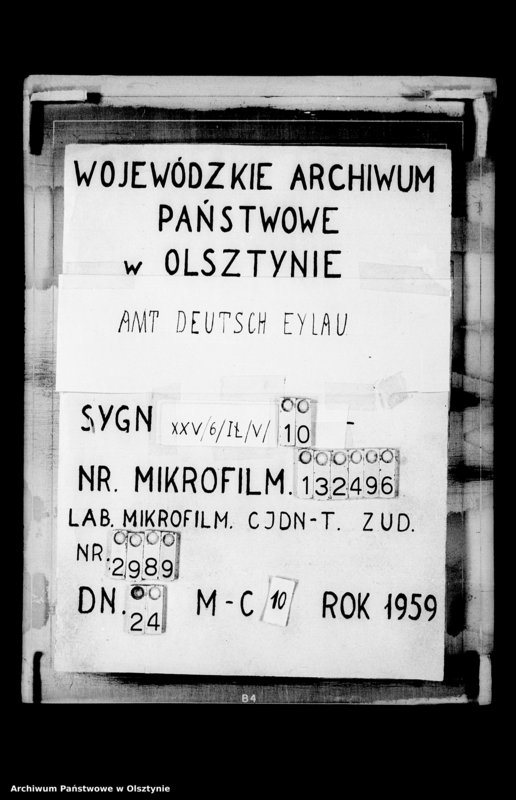 WOJEWÓDZKIE ARCHIWUM
PAŃSTWOWE
W OLSZTYNIE
AMT DEUTSCH EYLAU
SYGN XXV/6/IŁ/V/ 10 -
NR. MIKROFILM. 132496
LAB. MIKROFILM. CJDN-T. ZUD.
NR. 2989
DN. 24 M-C 10 ROK 1959
B4
Archiwum Państwowe w Olsztynie